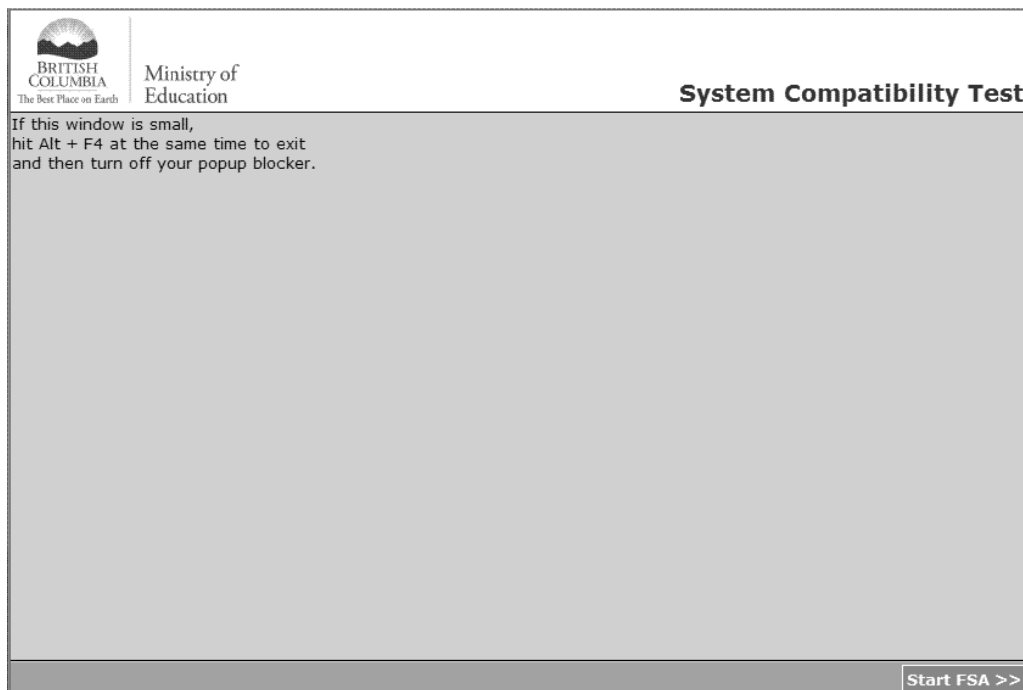 BRITISH
COLUMBIA
The Best Place on Earth
Ministry of
Education
System Compatibility Test
If this window is small,
hit Alt + F4 at the same time to exit
and then turn off your popup blocker.
Start FSA >>